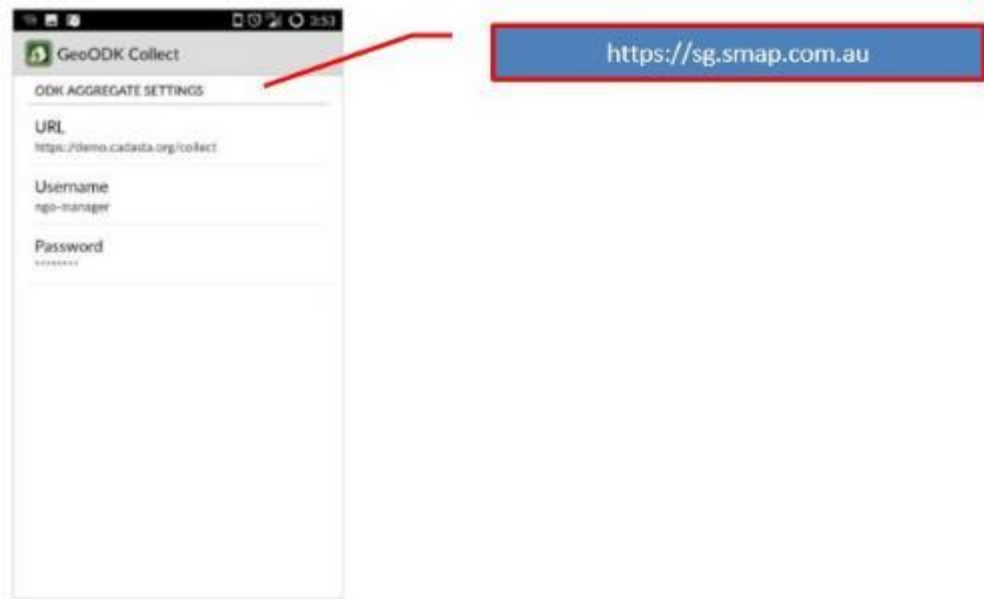 3:53
GeoODK Collect
https://sg.smap.com.au
ODK AGGREGATE SETTINGS
URL
https://demo.cadasta.org/collect
Username
ngo-manager
Password
********